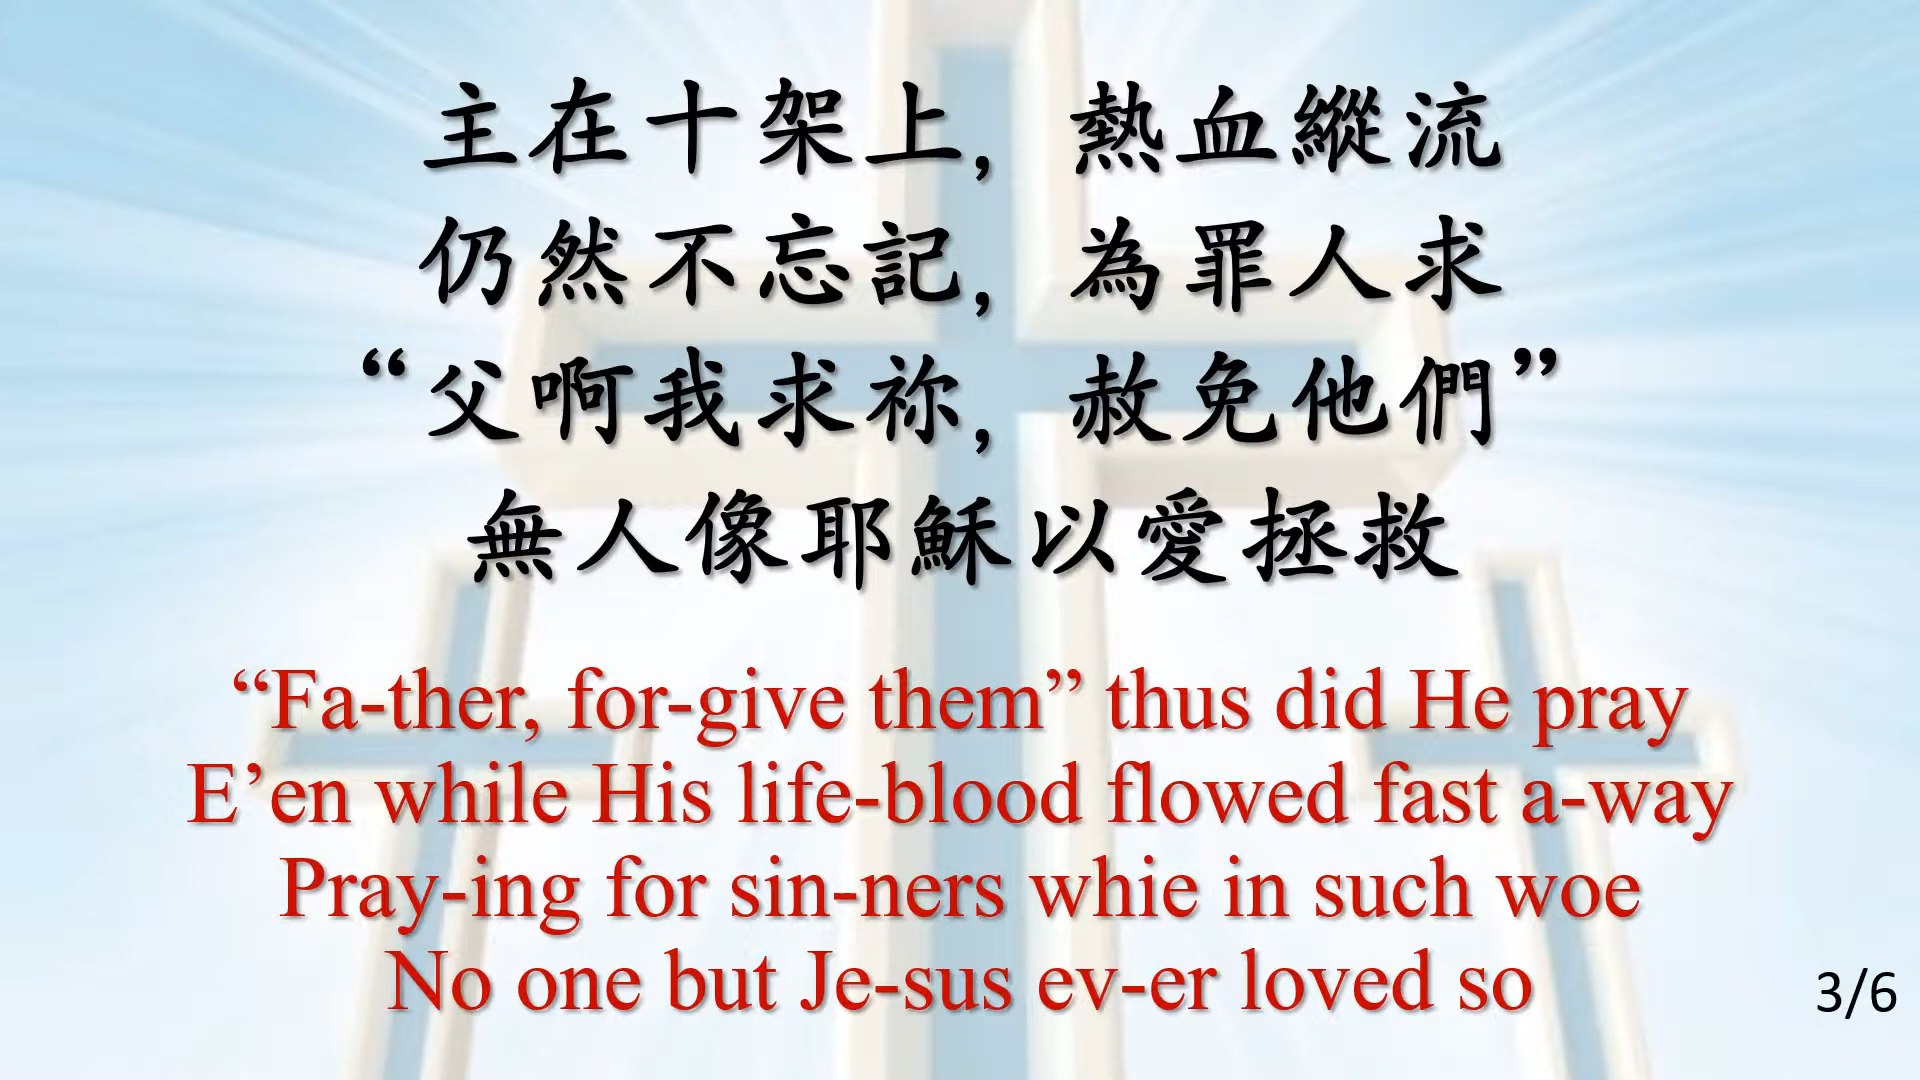 主在十架上, 熱血縱流
仍然不忘記, 為罪人求
“父啊我求祢, 赦免他們”
無人像耶穌以愛拯救
“Fa-ther, for-give them” thus did He pray
E’en while His life-blood flowed fast a-way
Pray-ing for sin-ners whie in such woe
No one but Je-sus ev-er loved so
3/6